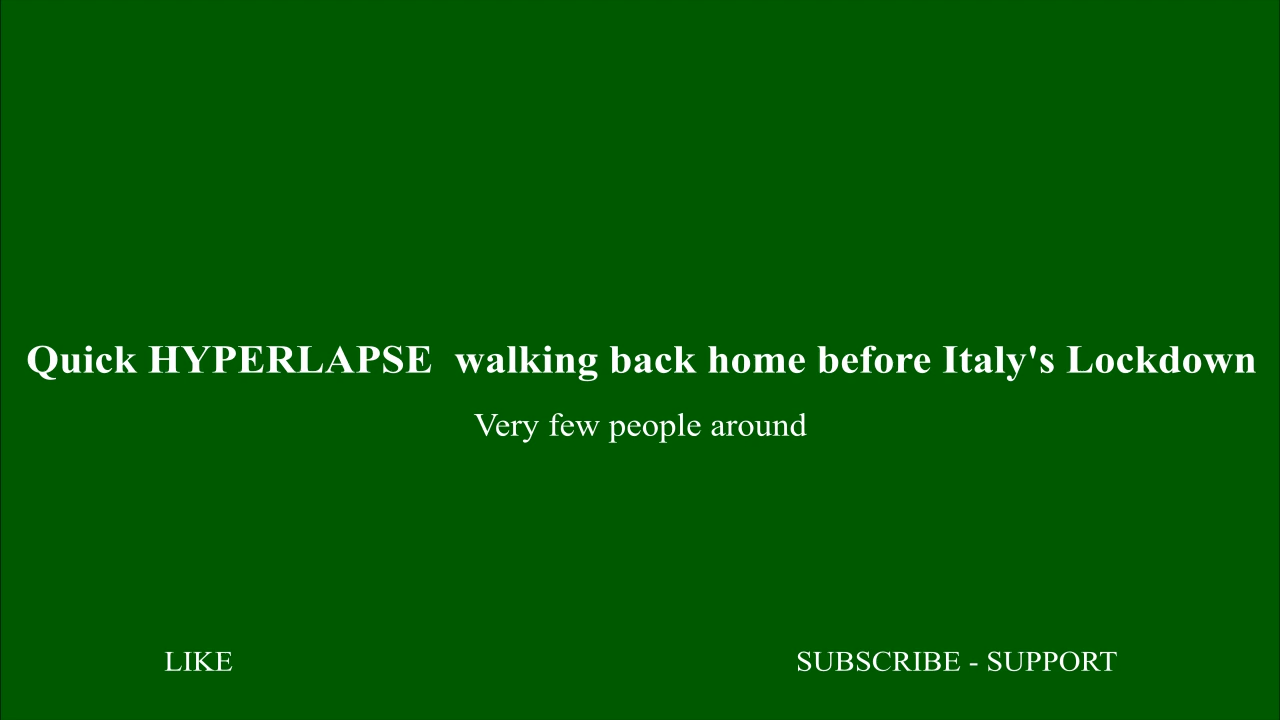 Quick HYPERLAPSE  walking back home before Italy's Lockdown
Very few people around
LIKE
SUBSCRIBE - SUPPORT